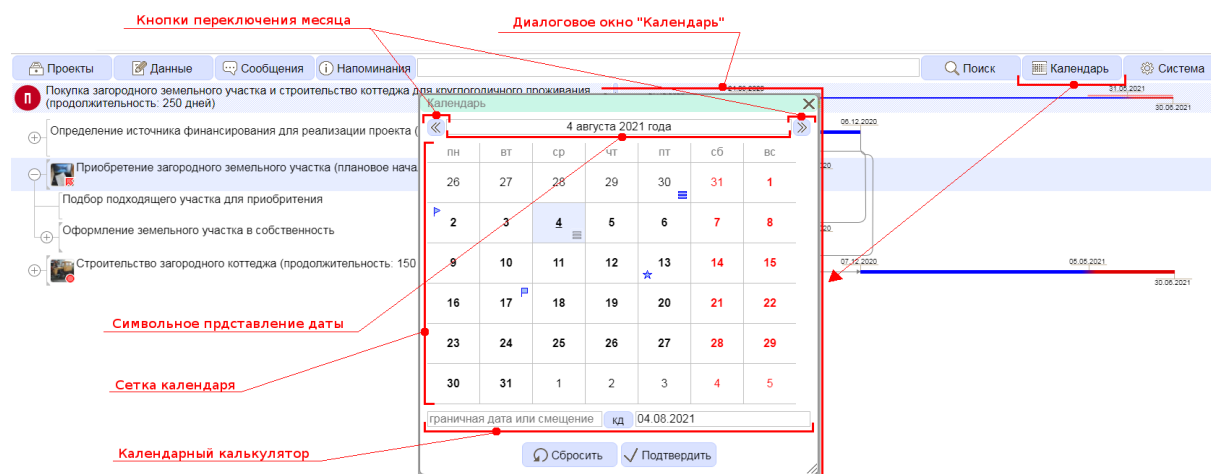 Кнопки переключения месяца
Диалоговое окно "Календарь"
Проекты Данные Сообщения Напоминания Поиск Календарь Система
П
Покупка загородного земельного участка и строительство коттеджа для круглогодичного проживания
(продолжительность: 250 дней)
31.05.2021
30.06.2021
Календарь
4 августа 2021 года
Определение источника финансирования для реализации проекта (
06.12.2020
пн вт ср чт пт сб вс
Приобретение загородного земельного участка (плановое нача
26 27 28 29 30 31 1
Подбор подходящего участка для приобритения
2 3 4 5 6 7 8
Оформление земельного участка в собственность
Строительство загородного коттеджа (продолжительность: 150
9 10 11 12 13 14 15
07.12.2020
05.05.2021
30.06.2021
16 17 18 19 20 21 22
Символьное прдставление даты
23 24 25 26 27 28 29
Сетка календаря
30 31 1 2 3 4 5
граничная дата или смещение кд 04.08.2021
Календарный калькулятор
Сбросить Подтвердить